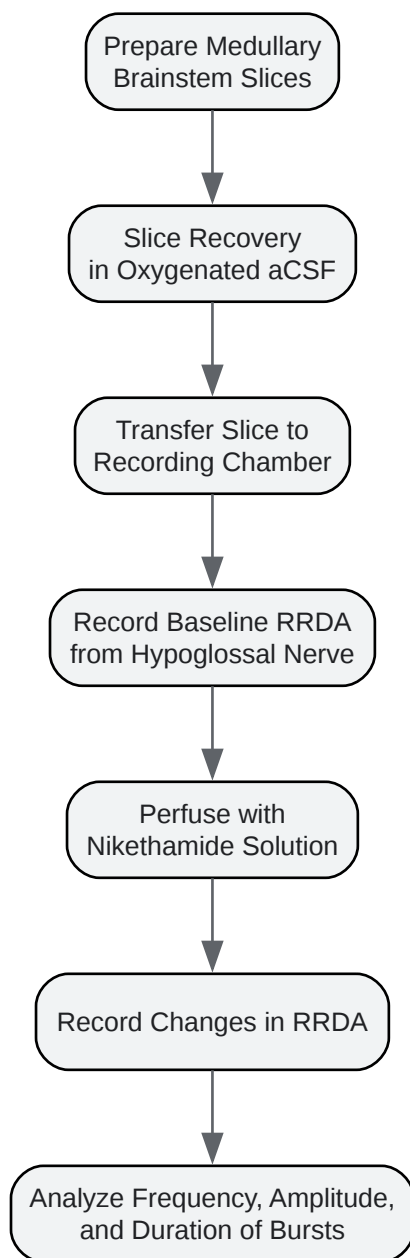 Prepare Medullary
Brainstem Slices
Slice Recovery
in Oxygenated aCSF
Transfer Slice to
Recording Chamber
Record Baseline RRDA
from Hypoglossal Nerve
Perfuse with
Nikethamide Solution
Record Changes in RRDA
Analyze Frequency, Amplitude,
and Duration of Bursts